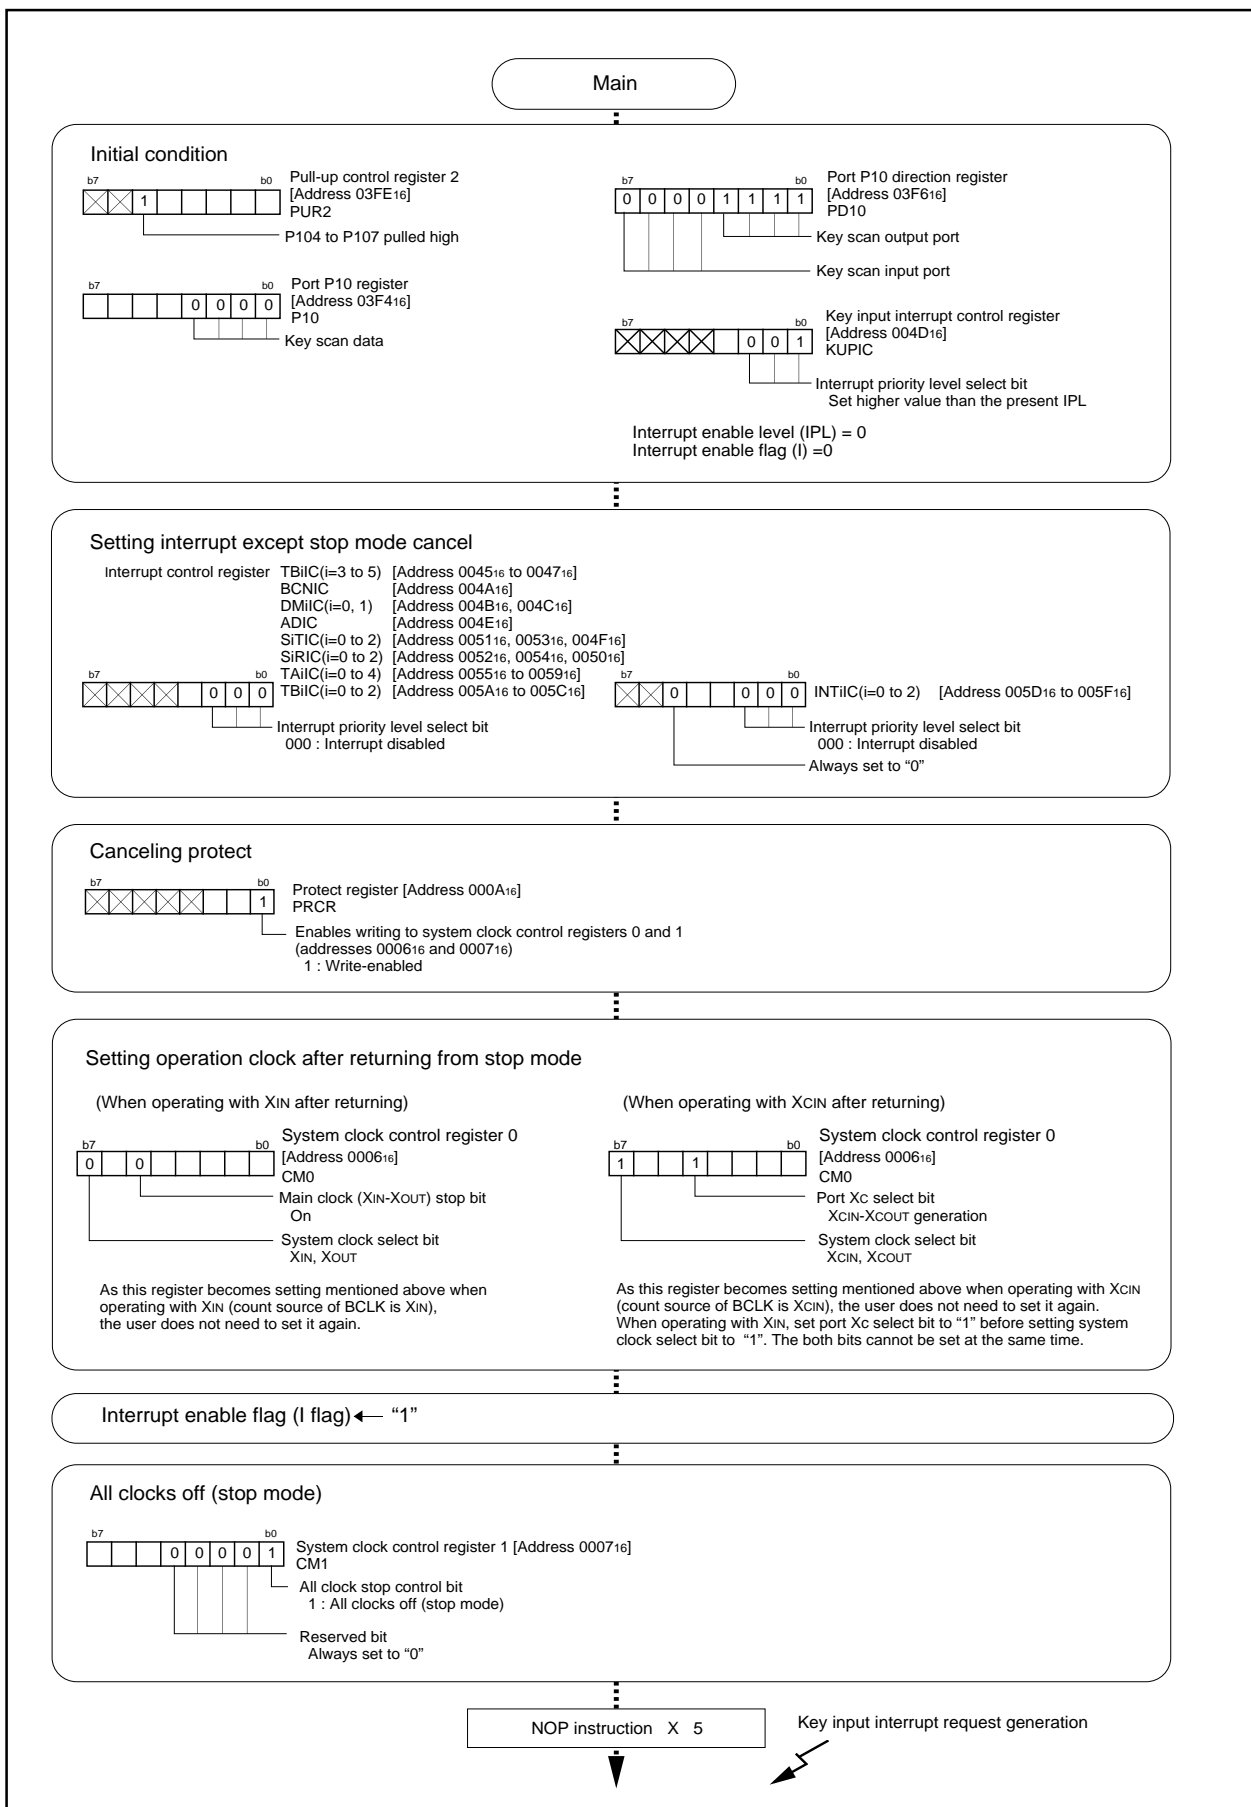 Main
Initial condition
b7 b0
1
Pull-up control register 2
[Address 03FE16]
PUR2
P104 to P107 pulled high
b7 b0
0 0 0 0
Port P10 register
[Address 03F416]
P10
Key scan data
b7 b0
0 0 0 0 1 1 1 1
Port P10 direction register
[Address 03F616]
PD10
Key scan output port
Key scan input port
b7 b0
0 0 1
Key input interrupt control register
[Address 004D16]
KUPIC
Interrupt priority level select bit
Set higher value than the present IPL
Interrupt enable level (IPL) = 0
Interrupt enable flag (I) =0
Setting interrupt except stop mode cancel
Interrupt control register TBiIC(i=3 to 5) [Address 004516 to 004716]
BCNIC [Address 004A16]
DMiIC(i=0, 1) [Address 004B16, 004C16]
ADIC [Address 004E16]
SiTIC(i=0 to 2) [Address 005116, 005316, 004F16]
SiRIC(i=0 to 2) [Address 005216, 005416, 005016]
TAiIC(i=0 to 4) [Address 005516 to 005916]
TBiIC(i=0 to 2) [Address 005A16 to 005C16]
b7 b0
0 0 0
Interrupt priority level select bit
000 : Interrupt disabled
b7 b0
0 0 0 0
INTiIC(i=0 to 2) [Address 005D16 to 005F16]
Interrupt priority level select bit
000 : Interrupt disabled
Always set to “0”
Canceling protect
b7 b0
1
Protect register [Address 000A16]
PRCR
Enables writing to system clock control registers 0 and 1
(addresses 000616 and 000716)
1 : Write-enabled
Setting operation clock after returning from stop mode
(When operating with XIN after returning)
b7 b0
0 0
System clock control register 0
[Address 000616]
CM0
Main clock (XIN-XOUT) stop bit
On
System clock select bit
XIN, XOUT
As this register becomes setting mentioned above when
operating with XIN (count source of BCLK is XIN),
the user does not need to set it again.
(When operating with XCIN after returning)
b7 b0
1 1
System clock control register 0
[Address 000616]
CM0
Port XC select bit
XCIN-XCOUT generation
System clock select bit
XCIN, XCOUT
As this register becomes setting mentioned above when operating with XCIN
(count source of BCLK is XCIN), the user does not need to set it again.
When operating with XIN, set port XC select bit to “1” before setting system
clock select bit to “1”. The both bits cannot be set at the same time.
Interrupt enable flag (I flag) ← “1”
All clocks off (stop mode)
b7 b0
0 0 0 0 1
System clock control register 1 [Address 000716]
CM1
All clock stop control bit
1 : All clocks off (stop mode)
Reserved bit
Always set to “0”
NOP instruction X 5
Key input interrupt request generation